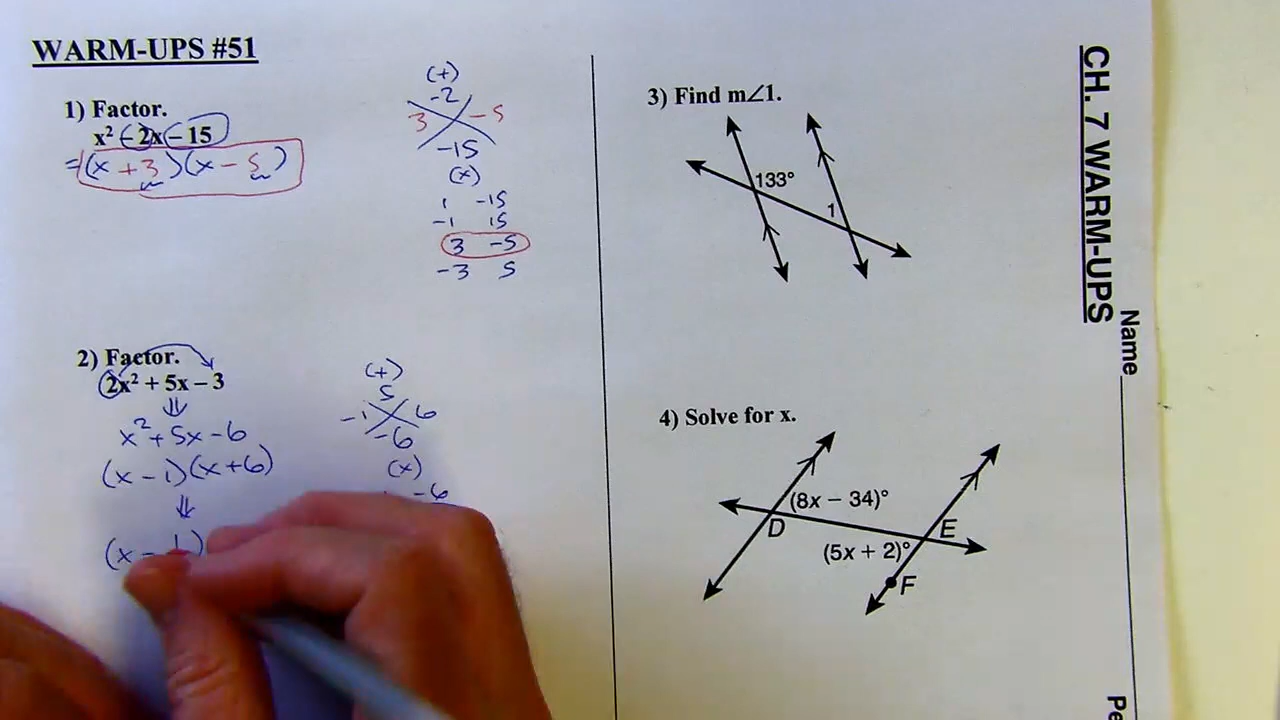 WARM-UPS #51
1) Factor.
x² – 2x – 15
=(x + 3)(x – 5)
(+)
-2
3 -5
-15
(x)
1 -15
-1 15
3 -5
-3 5
2) Factor.
2x² + 5x – 3
⇓
x² + 5x - 6
(x - 1)(x + 6)
⇓
(x - 1)
(+)
5
-1 6
-6
(x)
-6
3) Find m∠1.
133°
1
4) Solve for x.
(8x – 34)°
D
E
(5x + 2)°
F
CH. 7 WARM-UPS
Name